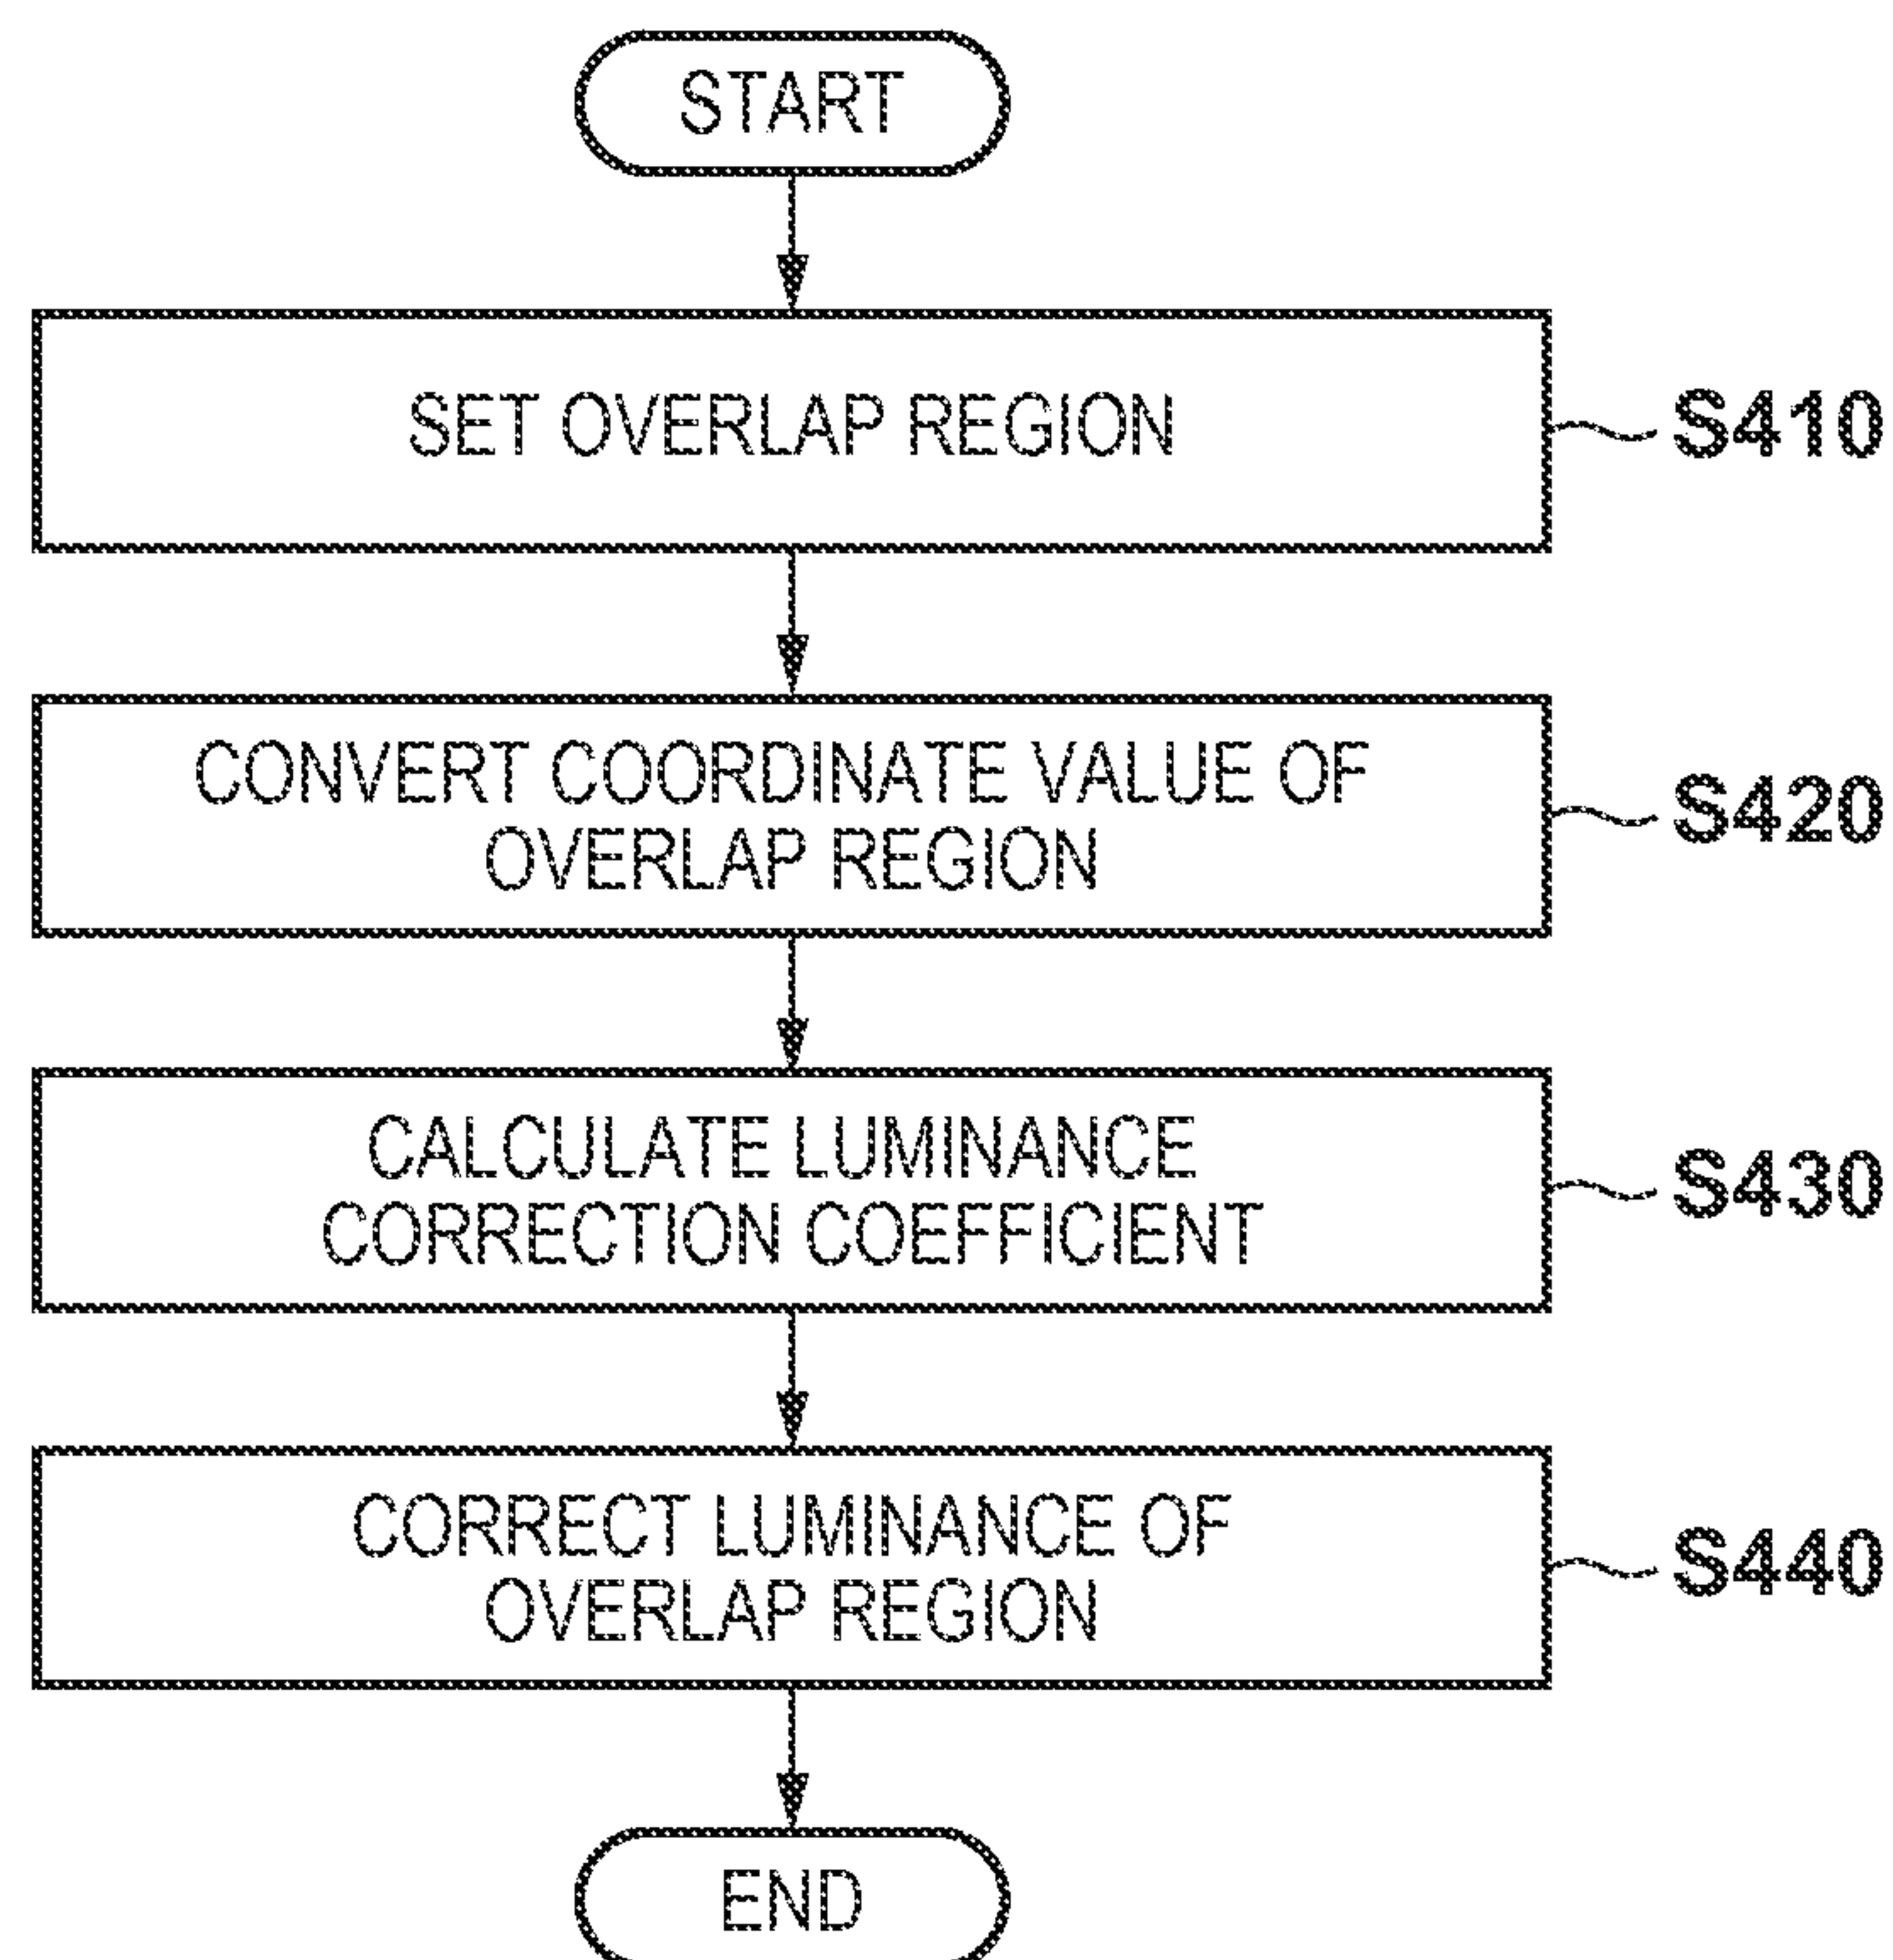 START
SET OVERLAP REGION
S410
CONVERT COORDINATE VALUE OF
OVERLAP REGION
S420
CALCULATE LUMINANCE
CORRECTION COEFFICIENT
S430
CORRECT LUMINANCE OF
OVERLAP REGION
S440
END